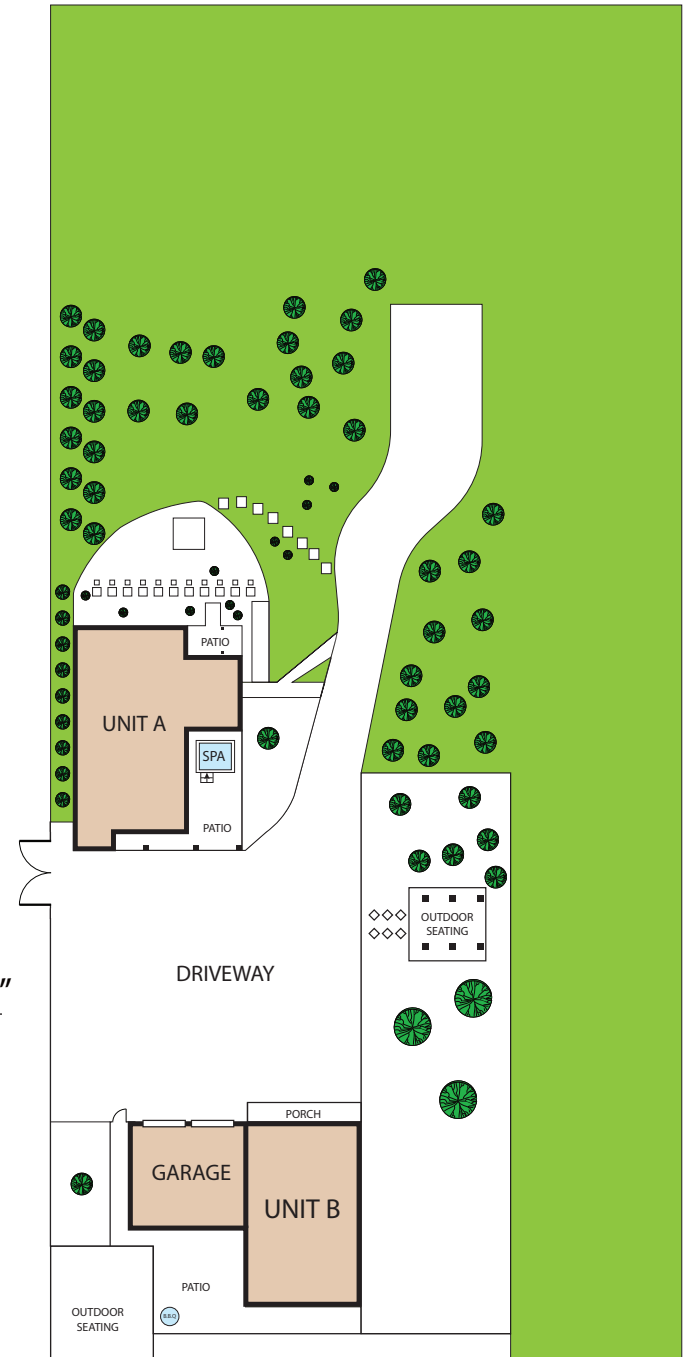 PATIO
UNIT A
SPA
PATIO
OUTDOOR
SEATING
DRIVEWAY
"
PORCH
GARAGE
UNIT B
PATIO
B.B.Q
OUTDOOR
SEATING